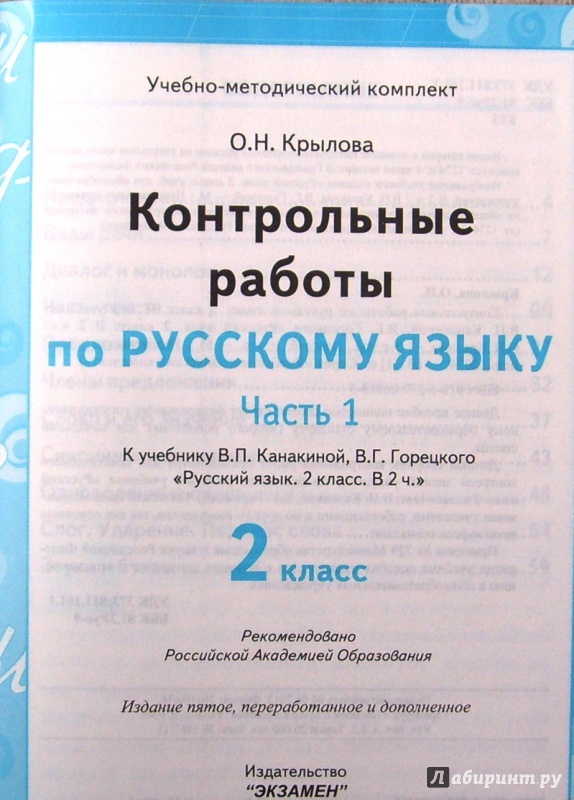 Учебно-методический комплект
О.Н. Крылова
Контрольные
работы
по РУССКОМУ ЯЗЫКУ
Часть 1
К учебнику В.П. Канакиной, В.Г. Горецкого
«Русский язык. 2 класс. В 2 ч.»
2 класс
Рекомендовано
Российской Академией Образования
Издание пятое, переработанное и дополненное
Издательство
"ЭКЗАМЕН"
Лабиринт.ру